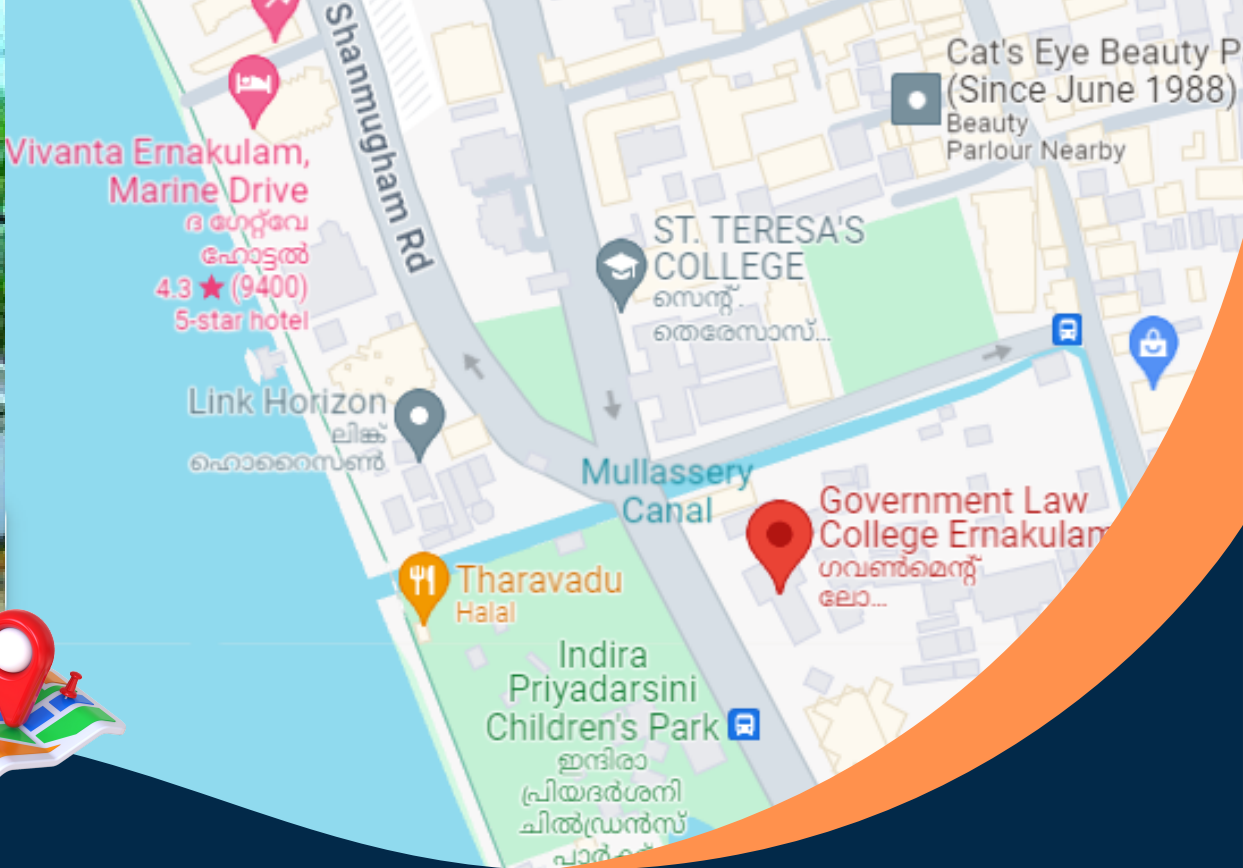 Shanmugham Rd
Cat's Eye Beauty P
(Since June 1988)
Beauty
Parlour Nearby
Vivanta Ernakulam,
Marine Drive
ദ ഗേറ്റ്‌വേ
ഹോട്ടൽ
4.3 ★ (9400)
5-star hotel
ST. TERESA'S
COLLEGE
സെന്റ് .
തെരേസാസ്...
Link Horizon
ലിങ്ക്
ഹൊറൈസൺ
Mullassery
Canal
Government Law
College Ernakulam
ഗവൺമെന്റ്
ലോ...
Tharavadu
Halal
Indira
Priyadarsini
Children's Park
ഇന്ദിരാ
പ്രിയദർശനി
ചിൽഡ്രൻസ്